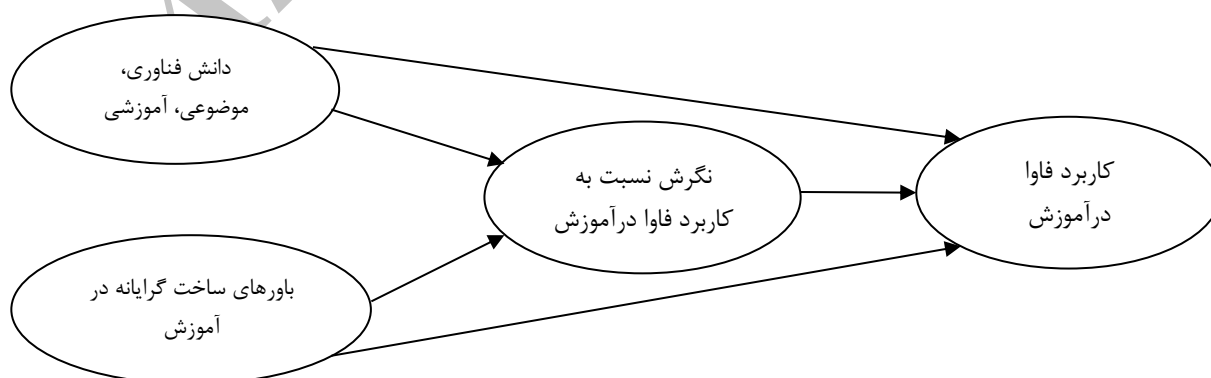 دانش فناوری،
موضوعی، آموزشی
نگرش نسبت به
کاربرد فاوا درآموزش
کاربرد فاوا
درآموزش
باورهای ساخت گرایانه در
آموزش